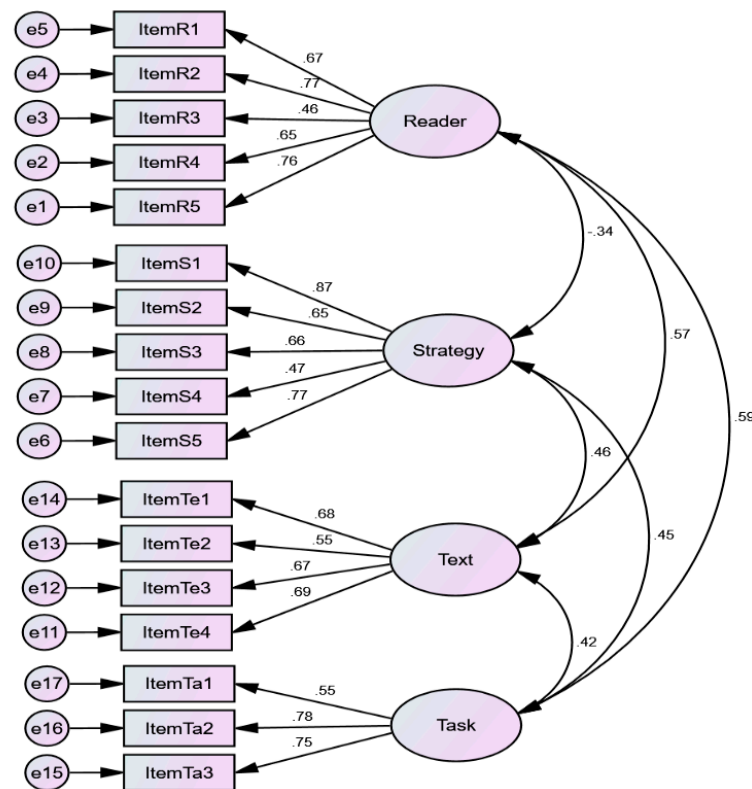 e5 ItemR1
.67
e4 ItemR2
.77
e3 ItemR3
.46
Reader
e2 ItemR4
.65
e1 ItemR5
.76
-.34
e10 ItemS1
.87
e9 ItemS2
.65
.57
e8 ItemS3
.66
Strategy
e7 ItemS4
.47
.59
e6 ItemS5
.77
.46
e14 ItemTe1
.68
e13 ItemTe2
.55
.45
Text
e12 ItemTe3
.67
e11 ItemTe4
.69
.42
e17 ItemTa1
.55
e16 ItemTa2
.78
Task
e15 ItemTa3
.75